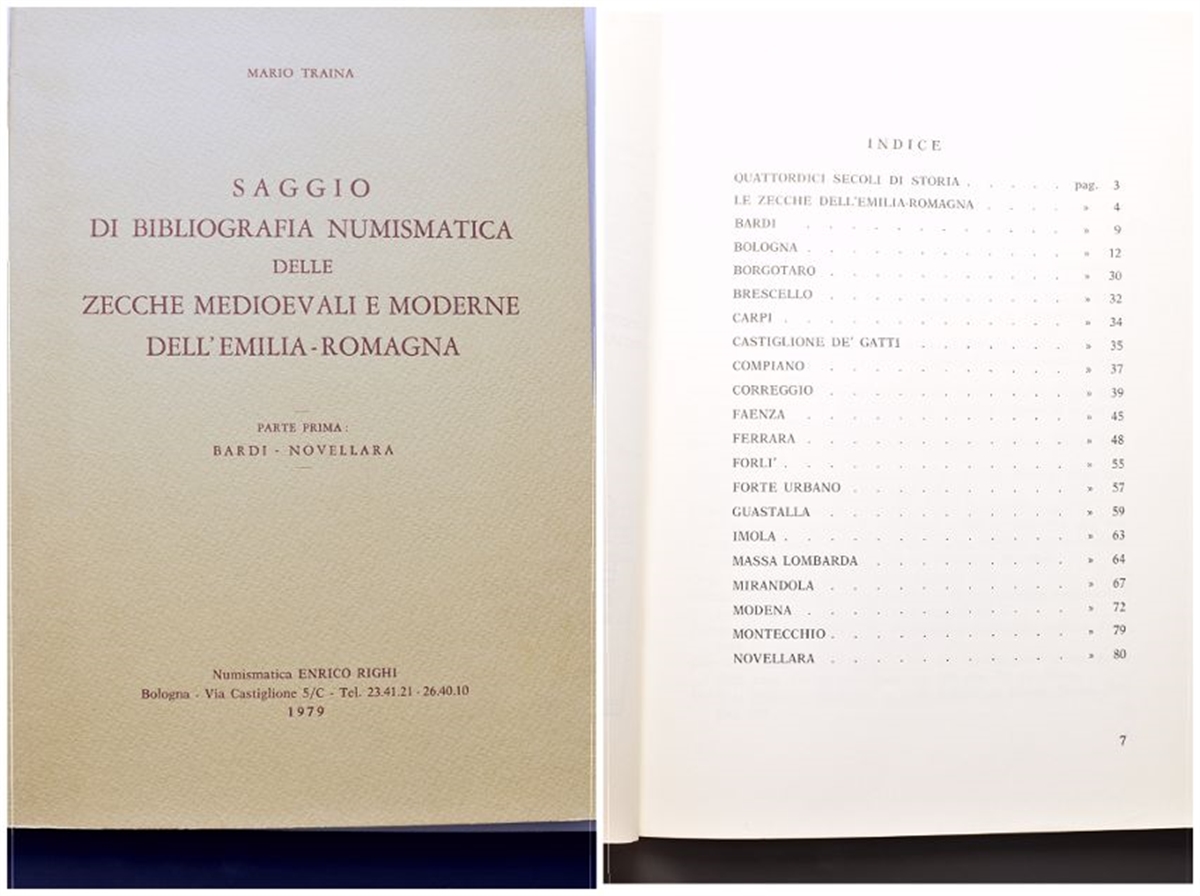 MARIO TRAINA
SAGGIO
DI BIBLIOGRAFIA NUMISMATICA
DELLE
ZECCHE MEDIOEVALI E MODERNE
DELL'EMILIA-ROMAGNA
PARTE PRIMA:
BARDI - NOVELLARA
Numismatica ENRICO RIGHI
Bologna - Via Castiglione 5/C - Tel. 23.41.21 - 26.40.10
1979
INDICE
QUATTORDICI SECOLI DI STORIA . . . . . pag. 3
LE ZECCHE DELL'EMILIA-ROMAGNA . . . . » 4
BARDI . . . . . . . . . . . . » 9
BOLOGNA . . . . . . . . . . . . » 12
BORGOTARO . . . . . . . . . . . » 30
BRESCELLO . . . . . . . . . . . » 32
CARPI . . . . . . . . . . . . . » 34
CASTIGLIONE DE' GATTI . . . . . . . » 35
COMPIANO . . . . . . . . . . . . » 37
CORREGGIO . . . . . . . . . . . » 39
FAENZA . . . . . . . . . . . . » 45
FERRARA . . . . . . . . . . . . » 48
FORLI' . . . . . . . . . . . . . » 55
FORTE URBANO . . . . . . . . . . » 57
GUASTALLA . . . . . . . . . . . » 59
IMOLA . . . . . . . . . . . . . » 63
MASSA LOMBARDA . . . . . . . . . » 64
MIRANDOLA . . . . . . . . . . . » 67
MODENA . . . . . . . . . . . . » 72
MONTECCHIO . . . . . . . . . . . » 79
NOVELLARA . . . . . . . . . . . » 80
7